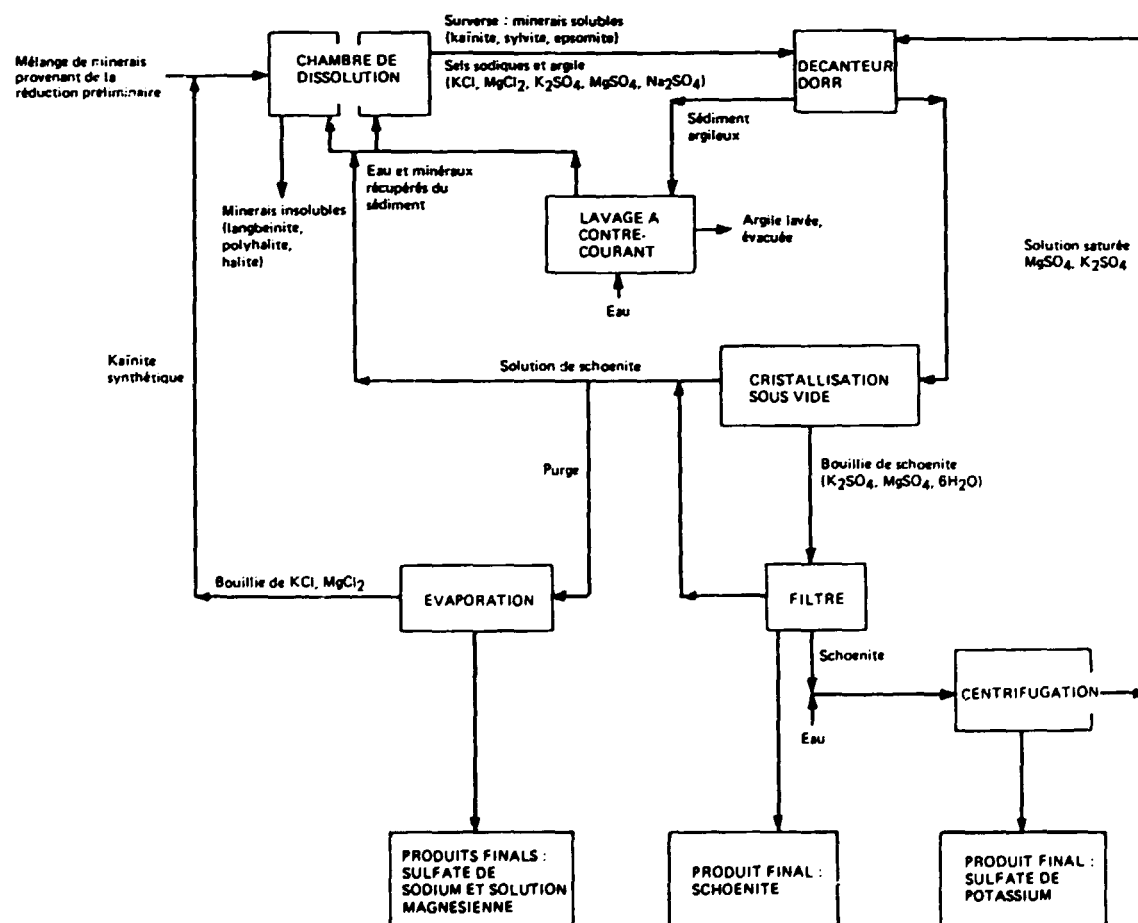 Mélange de minerais
provenant de la
réduction préliminaire
CHAMBRE DE
DISSOLUTION
Surverse : minerais solubles
(kaïnite, sylvite, epsomite)
Sels sodiques et argile
(KCl, MgCl2, K2SO4, MgSO4, Na2SO4)
DECANTEUR
DORR
Sédiment
argileux
Eau et minéraux
récupérés du
sédiment
Minerais insolubles
(langbeinite,
polyhalite,
halite)
LAVAGE A
CONTRE-
COURANT
Argile lavée,
évacuée
Eau
Solution saturée
MgSO4, K2SO4
Kaïnite
synthétique
Solution de schoenite
CRISTALLISATION
SOUS VIDE
Purge
Bouillie de schoenite
(K2SO4, MgSO4, 6H2O)
Bouillie de KCl, MgCl2
EVAPORATION
FILTRE
Schoenite
Eau
CENTRIFUGATION
PRODUITS FINALS :
SULFATE DE
SODIUM ET SOLUTION
MAGNÉSIENNE
PRODUIT FINAL :
SCHOENITE
PRODUIT FINAL :
SULFATE DE
POTASSIUM